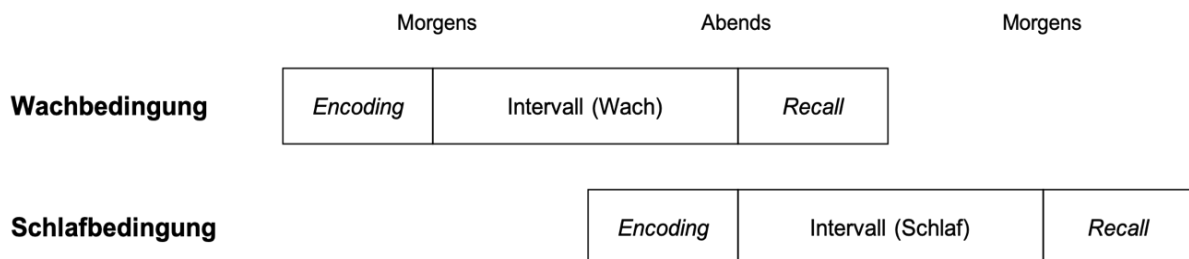 Morgens Abends Morgens
Wachbedingung Encoding Intervall (Wach) Recall
Schlafbedingung Encoding Intervall (Schlaf) Recall